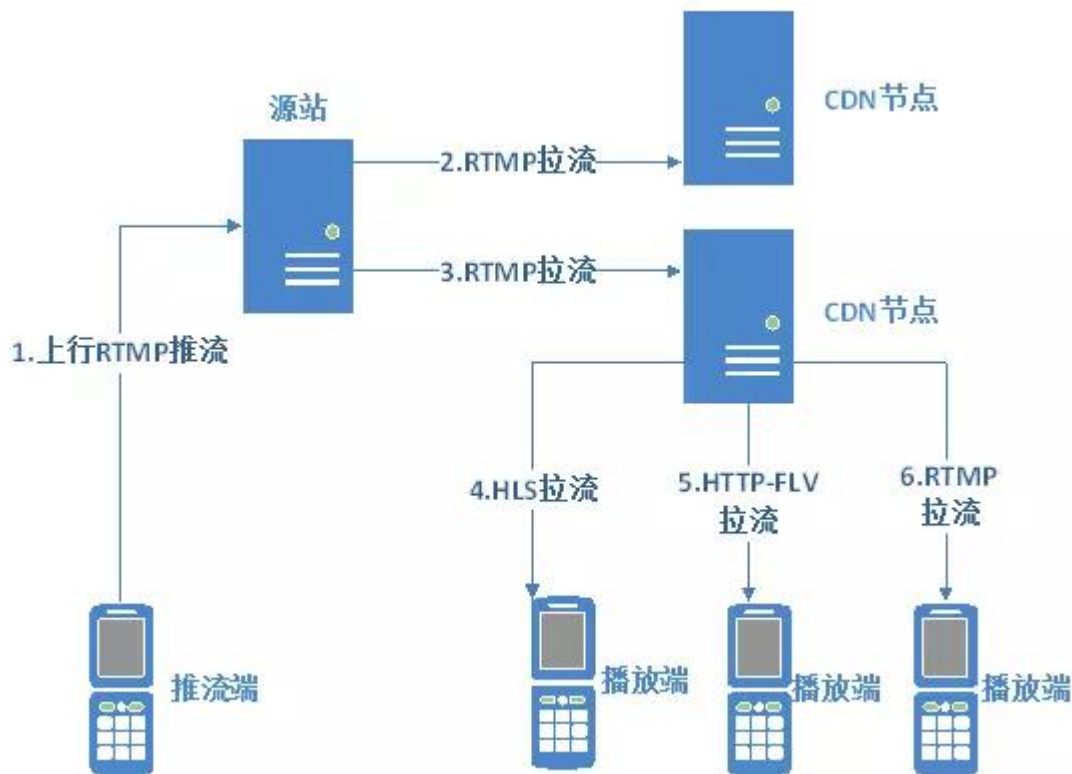 CDN节点
源站
2.RTMP拉流
3.RTMP拉流
CDN节点
1.上行RTMP推流
4.HLS拉流
5.HTTP-FLV
拉流
6.RTMP
拉流
推流端
播放端
播放端
播放端